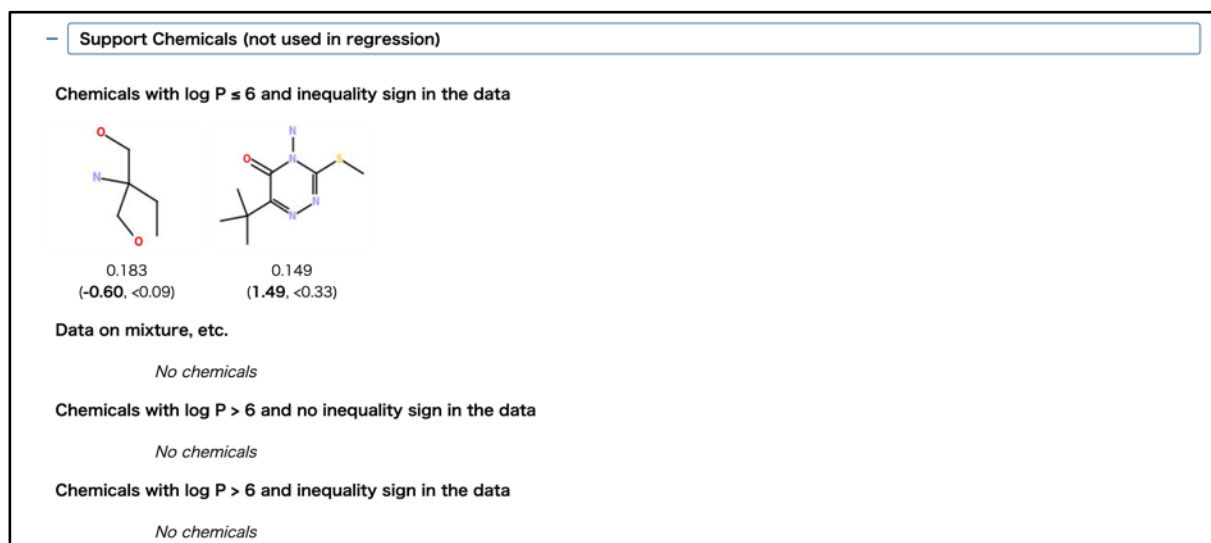 − Support Chemicals (not used in regression)
Chemicals with log P ≤ 6 and inequality sign in the data
O
N
O
N
O
N
S
N
N
0.183
0.149
(-0.60, <0.09)
(1.49, <0.33)
Data on mixture, etc.
No chemicals
Chemicals with log P > 6 and no inequality sign in the data
No chemicals
Chemicals with log P > 6 and inequality sign in the data
No chemicals